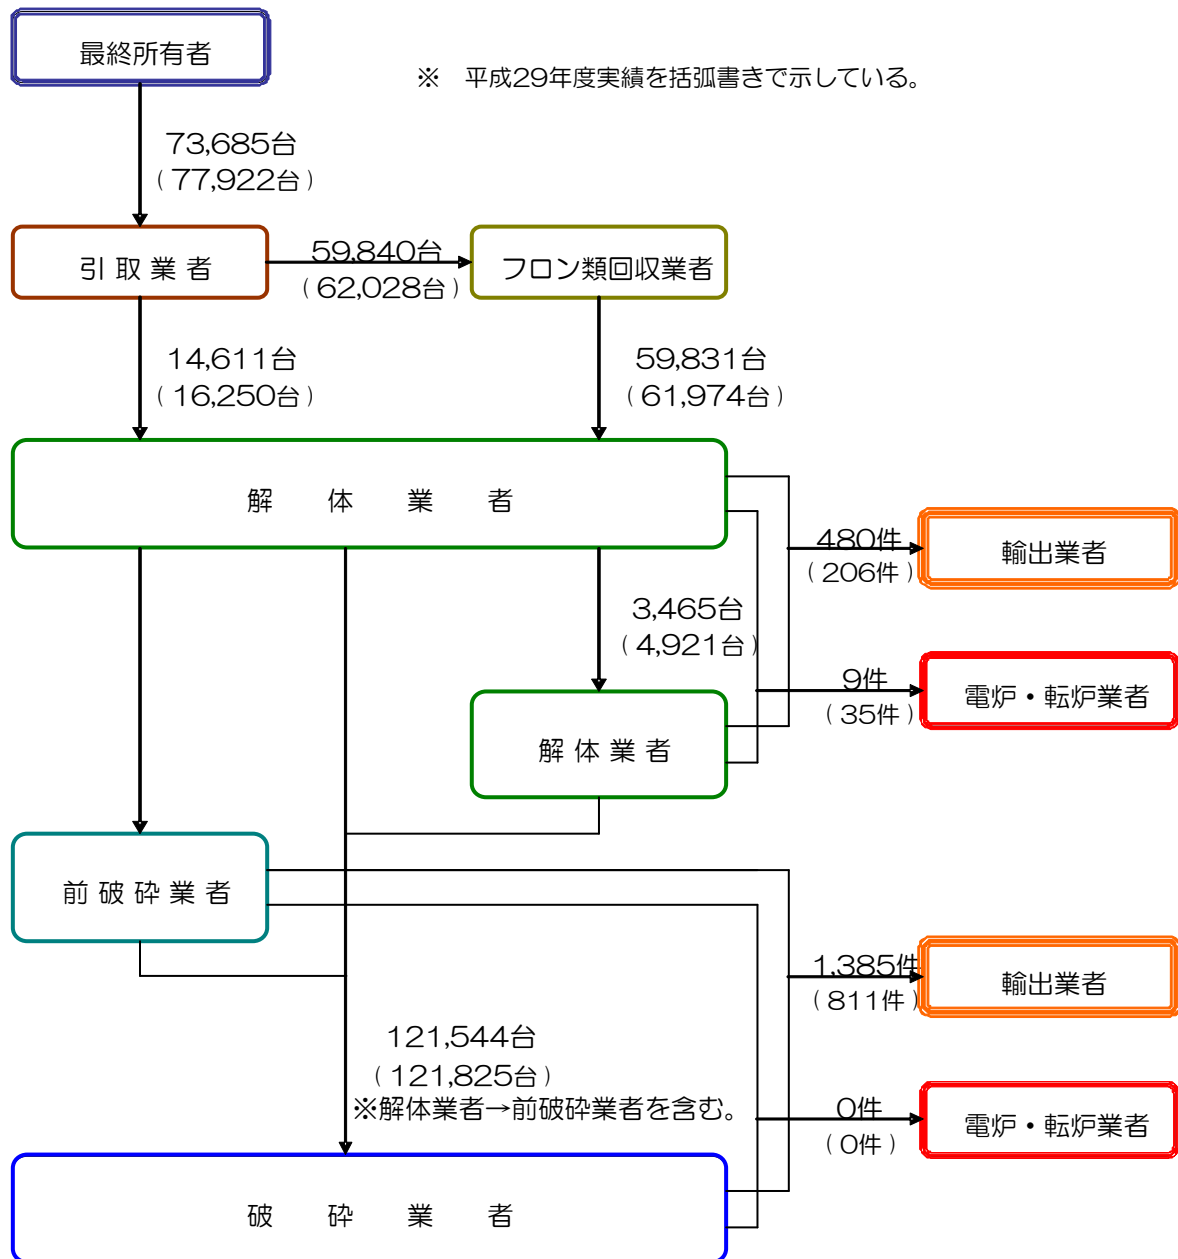 最終所有者
※ 平成29年度実績を括弧書きで示している。
73,685台
(77,922台)
引取業者
59,840台
(62,028台)
フロン類回収業者
14,611台
(16,250台)
59,831台
(61,974台)
解体業者
480件
(206件)
輸出業者
3,465台
(4,921台)
9件
(35件)
電炉・転炉業者
解体業者
前破砕業者
1,385件
(811件)
輸出業者
121,544台
(121,825台)
※解体業者→前破砕業者を含む。
0件
(0件)
電炉・転炉業者
破砕業者